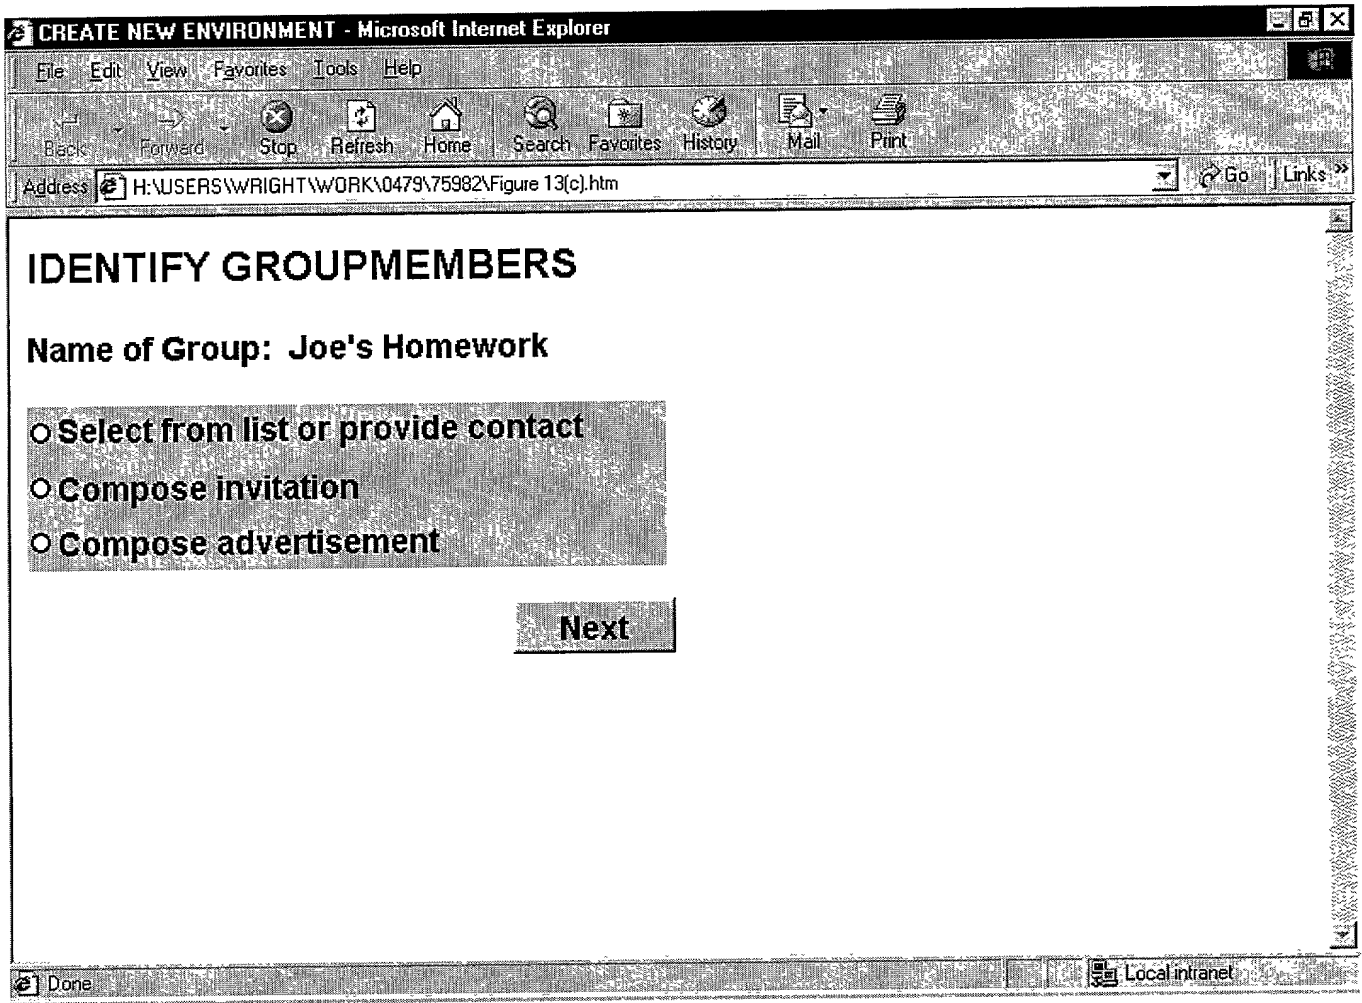 CREATE NEW ENVIRONMENT - Microsoft Internet Explorer
File Edit View Favorites Tools Help
Back Forward Stop Refresh Home Search Favorites History Mail Print
Address H:\USERS\WRIGHT\WORK\0479\75982\Figure 13(c).htm Go Links »
IDENTIFY GROUPMEMBERS
Name of Group: Joe's Homework
Select from list or provide contact
Compose invitation
Compose advertisement
Next
Done Local intranet